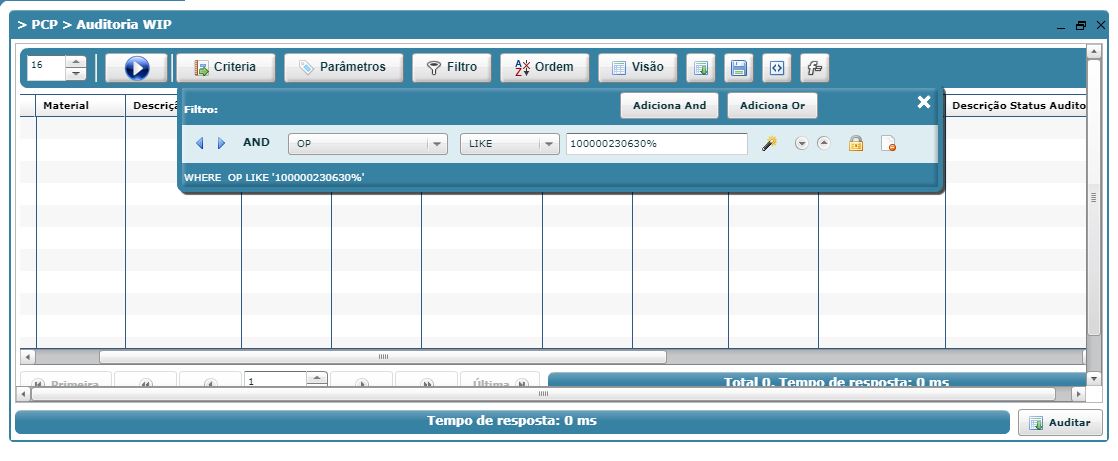 > PCP > Auditoria WIP
16 Criteria Parâmetros Filtro Ordem Visão
Material Descriç Descrição Status Audito
Filtro: Adiciona And Adiciona Or
AND OP LIKE 100000230630%
WHERE OP LIKE '100000230630%'
Primeira 1 Última Total 0, Tempo de resposta: 0 ms
Tempo de resposta: 0 ms Auditar